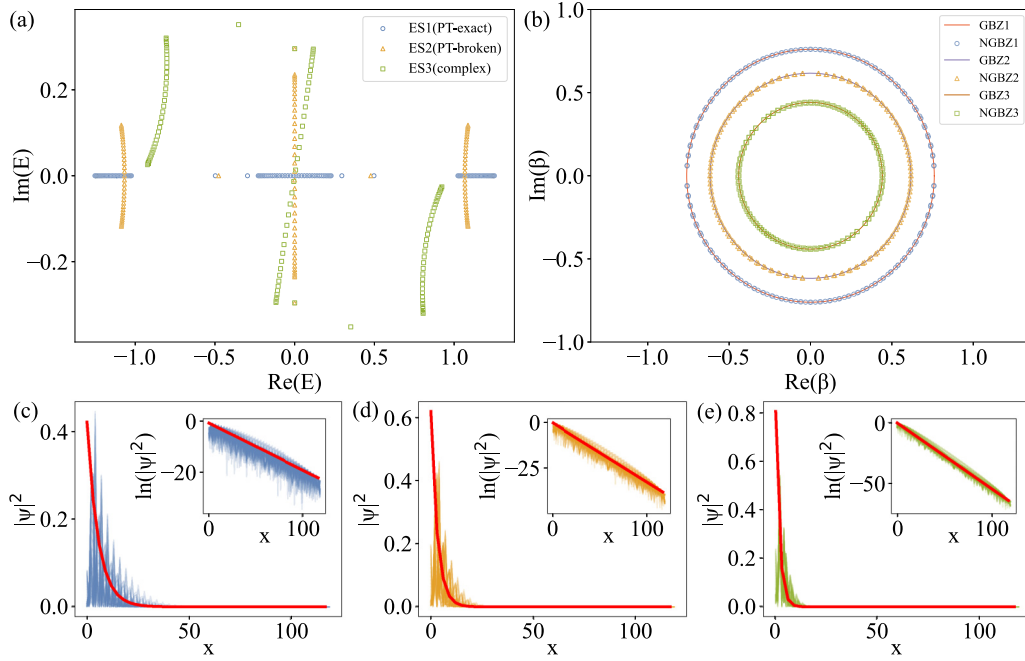 (a)
ES1(PT-exact)
ES2(PT-broken)
ES3(complex)
Im(E)
0.2
0.0
−0.2
−1.0 −0.5 0.0 0.5 1.0
Re(E)
(b)
GBZ1
NGBZ1
GBZ2
NGBZ2
GBZ3
NGBZ3
Im(β)
1.0
0.5
0.0
−0.5
−1.0
−1.0 −0.5 0.0 0.5 1.0
Re(β)
(c)
|ψ|²
0.4
0.2
0.0
0 50 100
x
ln(|ψ|²)
0
−20
0 100
x
(d)
|ψ|²
0.6
0.4
0.2
0.0
0 50 100
x
ln(|ψ|²)
0
−25
0 100
x
(e)
|ψ|²
0.8
0.6
0.4
0.2
0.0
0 50 100
x
ln(|ψ|²)
0
−50
0 100
x